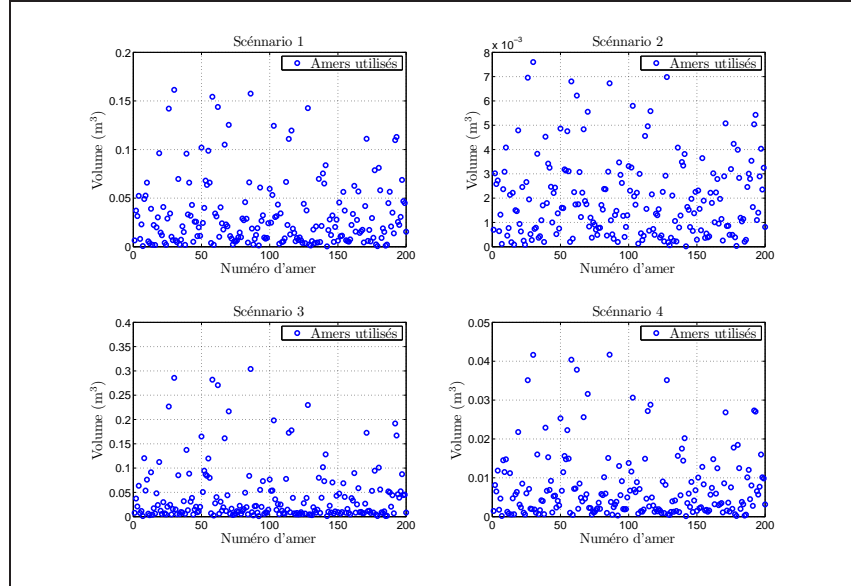 Scénnario 1
0.2
0.15
0.1
0.05
0
Volume (m³)
0 50 100 150 200
Numéro d'amer
Amers utilisés
Scénnario 2
x 10⁻³
8
7
6
5
4
3
2
1
0
Volume (m³)
0 50 100 150 200
Numéro d'amer
Amers utilisés
Scénnario 3
0.4
0.35
0.3
0.25
0.2
0.15
0.1
0.05
0
Volume (m³)
0 50 100 150 200
Numéro d'amer
Amers utilisés
Scénnario 4
0.05
0.04
0.03
0.02
0.01
0
Volume (m³)
0 50 100 150 200
Numéro d'amer
Amers utilisés